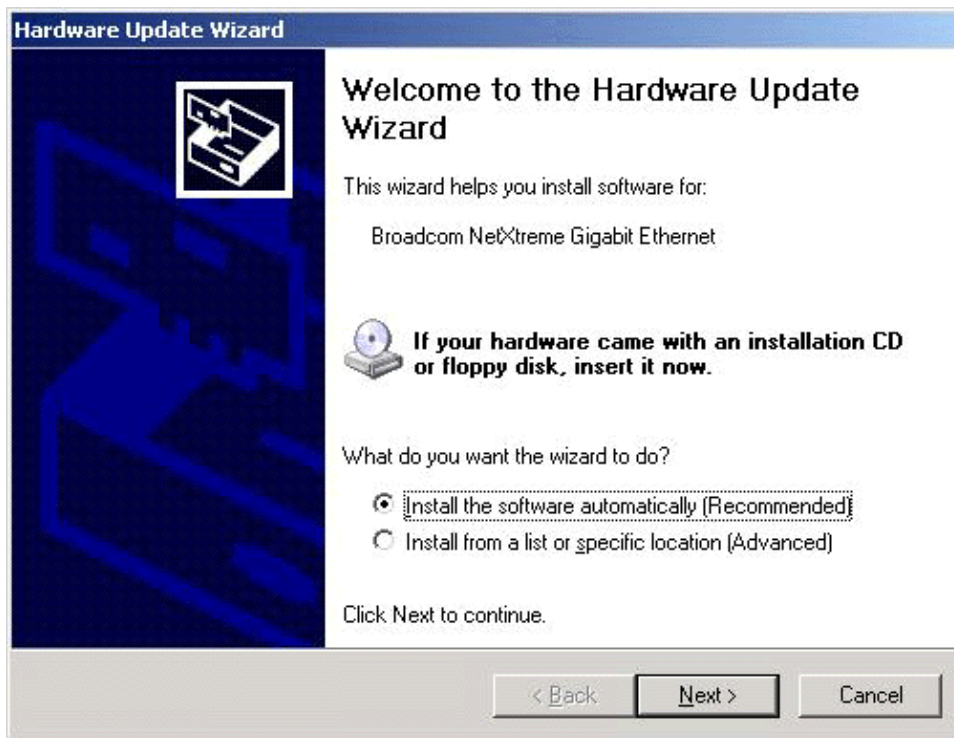 Hardware Update Wizard
Welcome to the Hardware Update
Wizard
This wizard helps you install software for:
Broadcom NetXtreme Gigabit Ethernet
If your hardware came with an installation CD
or floppy disk, insert it now.
What do you want the wizard to do?
Install the software automatically (Recommended)
Install from a list or specific location (Advanced)
Click Next to continue.
< Back
Next >
Cancel